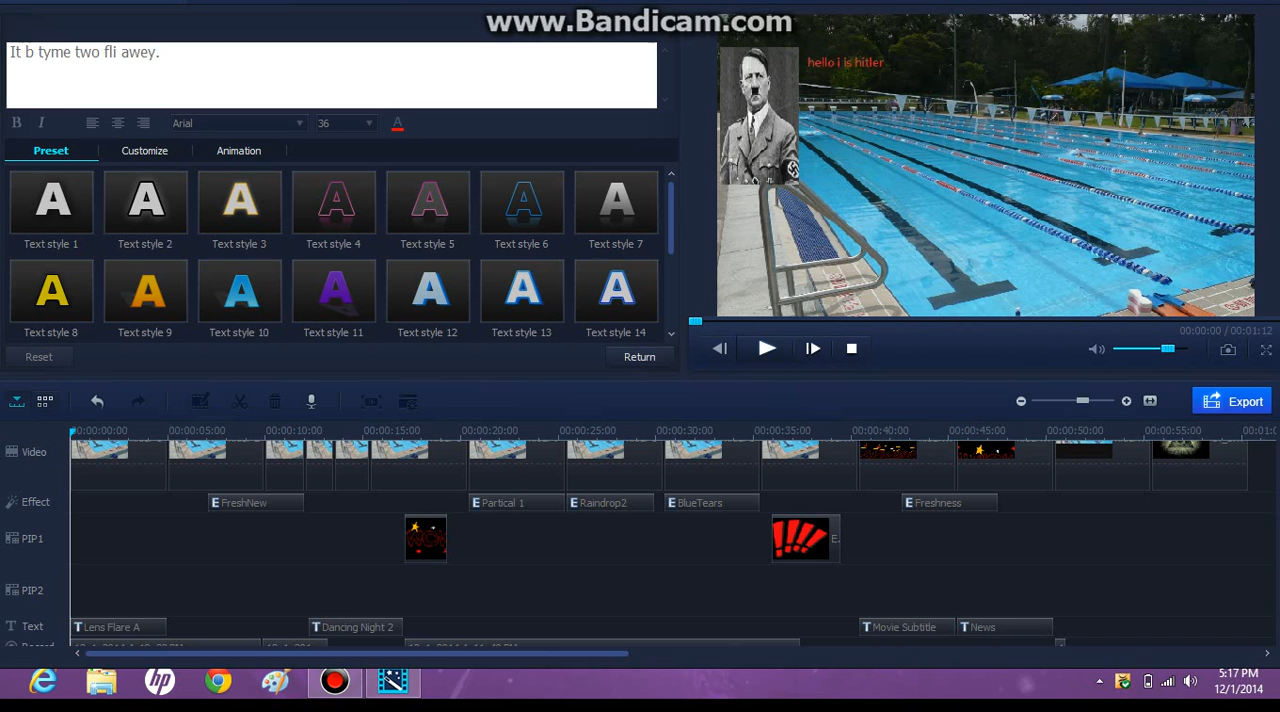 www.Bandicam.com
It b tyme two fli awey.
hello i is hitler
B I Arial 36 A
Preset Customize Animation
A A A A A A A
Text style 1 Text style 2 Text style 3 Text style 4 Text style 5 Text style 6 Text style 7
A A A A A A A
Text style 8 Text style 9 Text style 10 Text style 11 Text style 12 Text style 13 Text style 14
Reset Return
00:00:00 / 00:01:12
Export
00:00:00:00 00:00:05:00 00:00:10:00 00:00:15:00 00:00:20:00 00:00:25:00 00:00:30:00 00:00:35:00 00:00:40:00 00:00:45:00 00:00:50:00 00:00:55:00
Video
Effect E FreshNew E Partical 1 E Raindrop2 E BlueTears E Freshness
PIP1 !!!! E
PIP2
T Text T Lens Flare A T Dancing Night 2 T Movie Subtitle T News
hp
5:17 PM
12/1/2014